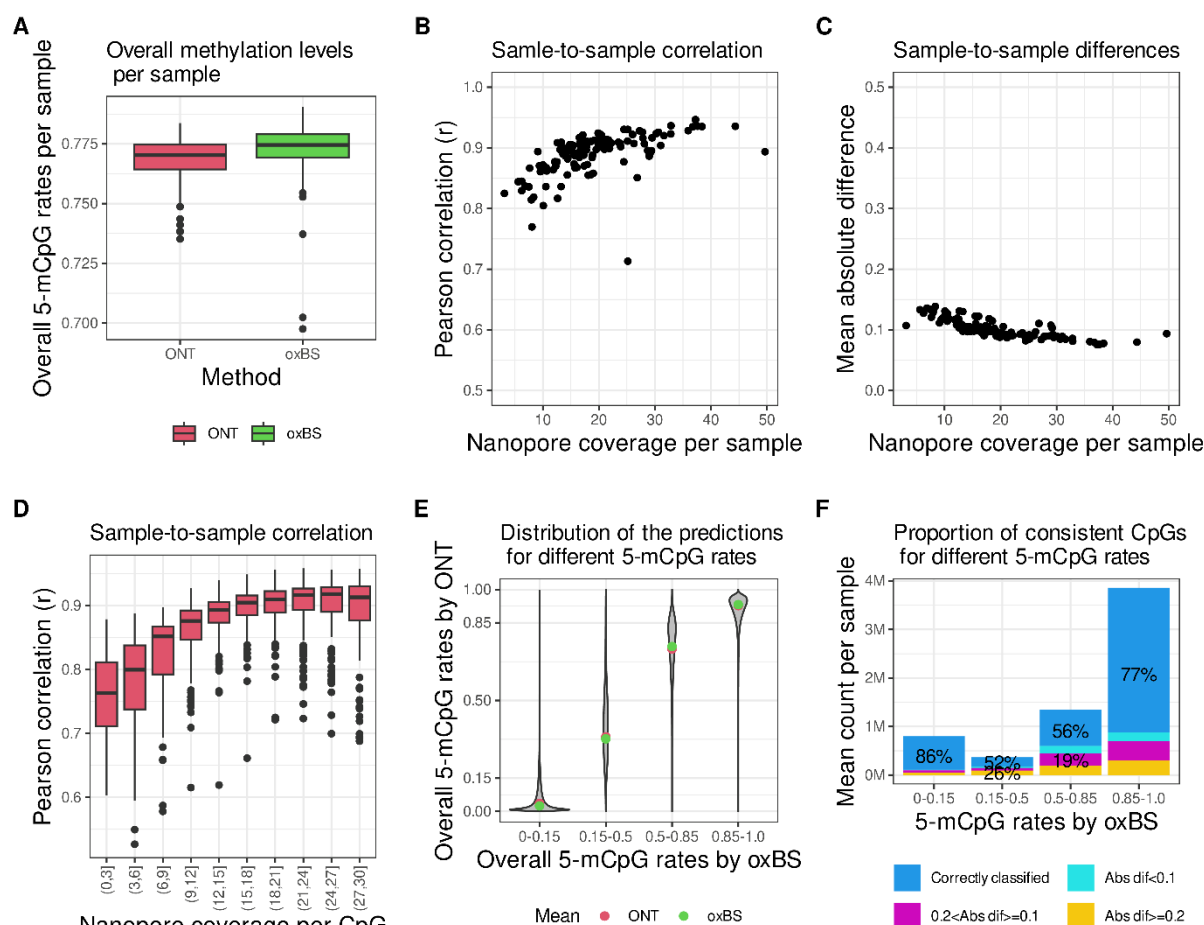 A
Overall methylation levels
per sample
Overall 5-mCpG rates per sample
0.775
0.750
0.725
0.700
ONT
oxBS
Method
ONT
oxBS
B
Samle-to-sample correlation
Pearson correlation (r)
1.0
0.9
0.8
0.7
0.6
0.5
10
20
30
40
50
Nanopore coverage per sample
C
Sample-to-sample differences
Mean absolute difference
0.5
0.4
0.3
0.2
0.1
0.0
10
20
30
40
50
Nanopore coverage per sample
D
Sample-to-sample correlation
Pearson correlation (r)
0.9
0.8
0.7
0.6
(0,3]
(3,6]
(6,9]
(9,12]
(12,15]
(15,18]
(18,21]
(21,24]
(24,27]
(27,30]
Nanopore coverage per CpG
E
Distribution of the predictions
for different 5-mCpG rates
Overall 5-mCpG rates by ONT
1.00
0.85
0.50
0.15
0.00
0-0.15
0.15-0.5
0.5-0.85
0.85-1.0
Overall 5-mCpG rates by oxBS
Mean
ONT
oxBS
F
Proportion of consistent CpGs
for different 5-mCpG rates
Mean count per sample
4M
3M
2M
1M
0M
86%
52%
26%
56%
19%
77%
0-0.15
0.15-0.5
0.5-0.85
0.85-1.0
5-mCpG rates by oxBS
Correctly classified
Abs dif<0.1
0.2<Abs dif>=0.1
Abs dif>=0.2